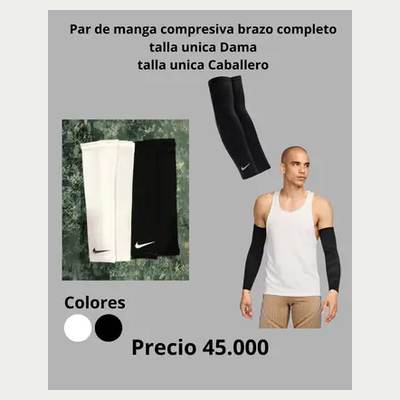 Par de manga compresiva brazo completo
talla unica Dama
talla unica Caballero
Colores
Precio 45.000